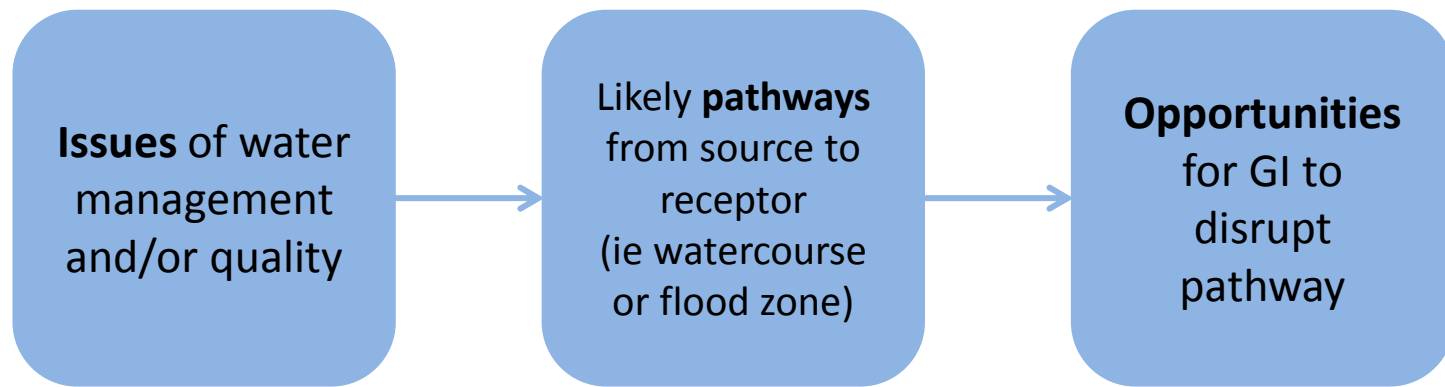 Issues of water
management
and/or quality
Likely pathways
from source to
receptor
(ie watercourse
or flood zone)
Opportunities
for GI to
disrupt
pathway